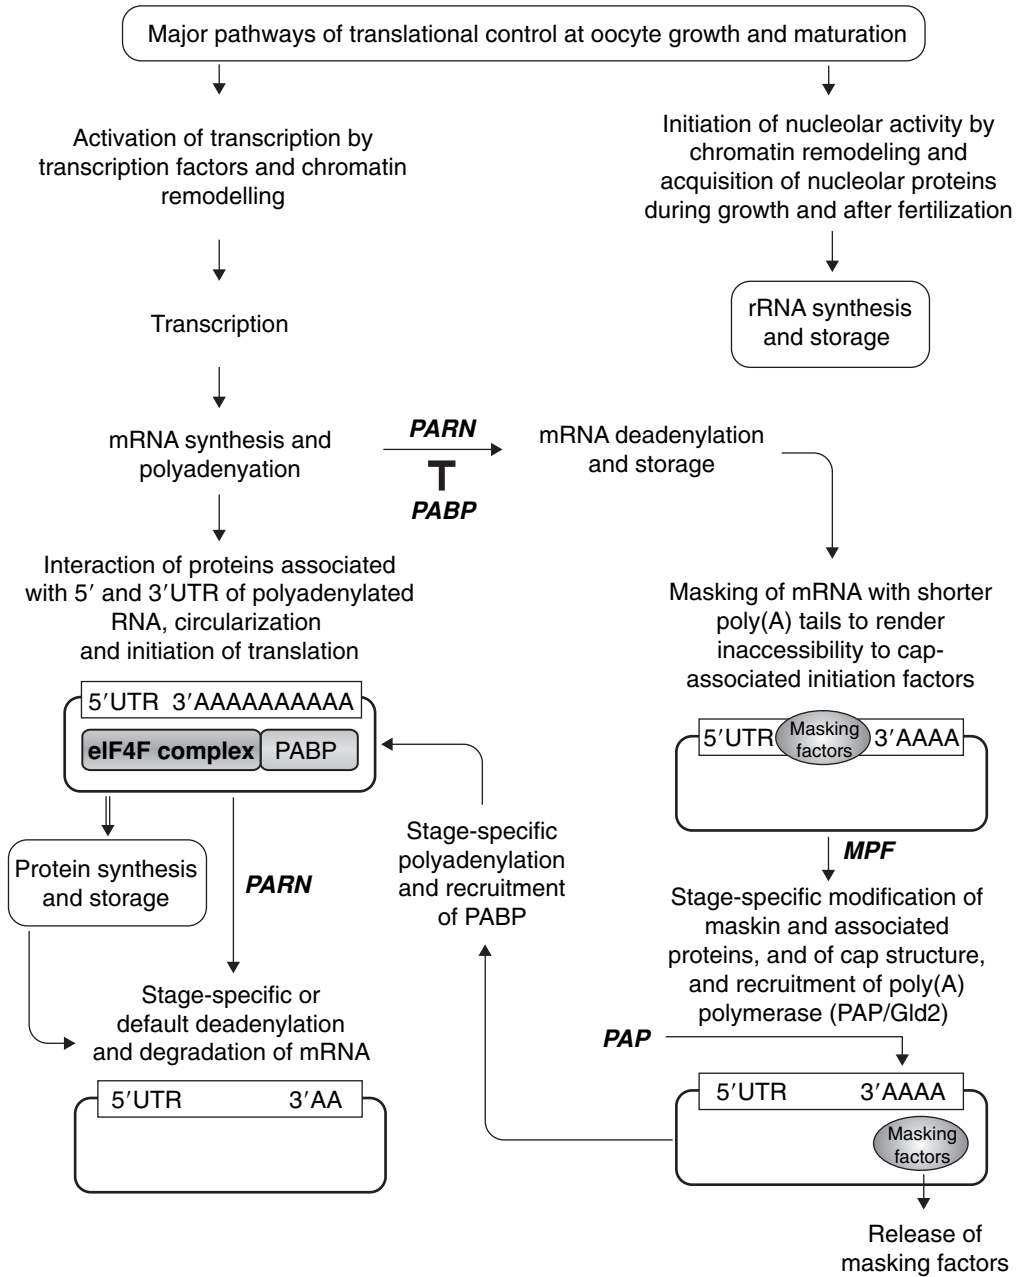 Major pathways of translational control at oocyte growth and maturation
Activation of transcription by
transcription factors and chromatin
remodelling
Initiation of nucleolar activity by
chromatin remodeling and
acquisition of nucleolar proteins
during growth and after fertilization
Transcription
rRNA synthesis
and storage
mRNA synthesis and
polyadenyation
PARN
PABP
mRNA deadenylation
and storage
Interaction of proteins associated
with 5′ and 3′UTR of polyadenylated
RNA, circularization
and initiation of translation
Masking of mRNA with shorter
poly(A) tails to render
inaccessibility to cap-
associated initiation factors
5′UTR 3′AAAAAAAAAA
eIF4F complex PABP
5′UTR Masking factors 3′AAAA
MPF
Protein synthesis
and storage
PARN
Stage-specific
polyadenylation
and recruitment
of PABP
Stage-specific modification of
maskin and associated
proteins, and of cap structure,
and recruitment of poly(A)
polymerase (PAP/Gld2)
Stage-specific or
default deadenylation
and degradation of mRNA
PAP
5′UTR 3′AA
5′UTR 3′AAAA
Masking
factors
Release of
masking factors